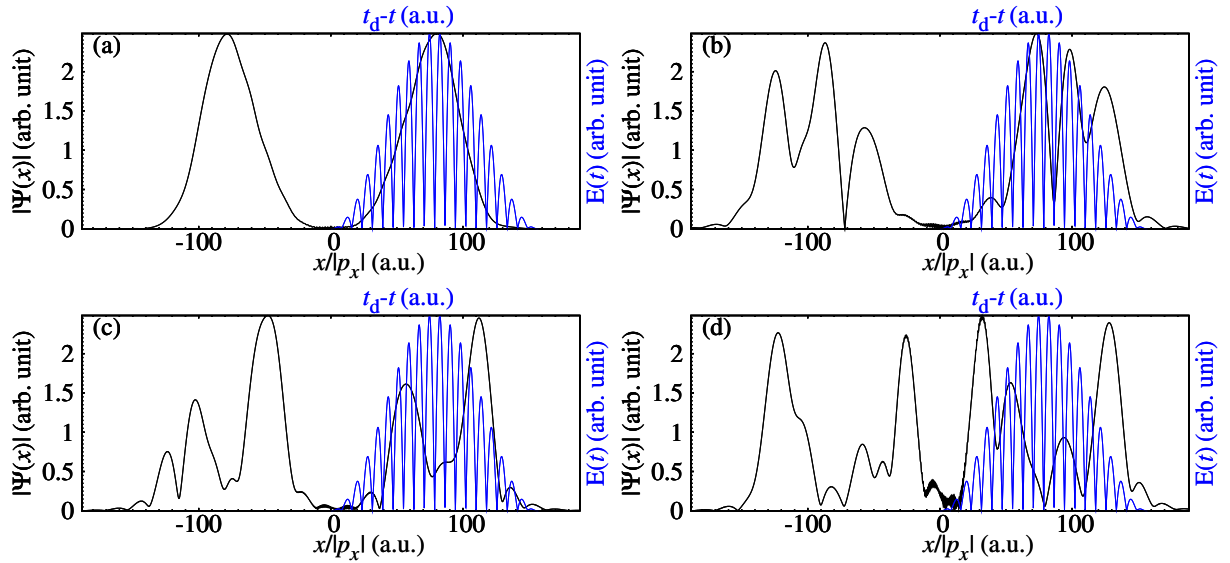 t_d-t (a.u.)
t_d-t (a.u.)
(a)
(b)
2
1.5
1
0.5
0
|Ψ(x)| (arb. unit)
E(t) (arb. unit)
2
1.5
1
0.5
0
|Ψ(x)| (arb. unit)
E(t) (arb. unit)
-100 0 100
x/|p_x| (a.u.)
-100 0 100
x/|p_x| (a.u.)
t_d-t (a.u.)
t_d-t (a.u.)
(c)
(d)
2
1.5
1
0.5
0
|Ψ(x)| (arb. unit)
E(t) (arb. unit)
2
1.5
1
0.5
0
|Ψ(x)| (arb. unit)
E(t) (arb. unit)
-100 0 100
x/|p_x| (a.u.)
-100 0 100
x/|p_x| (a.u.)